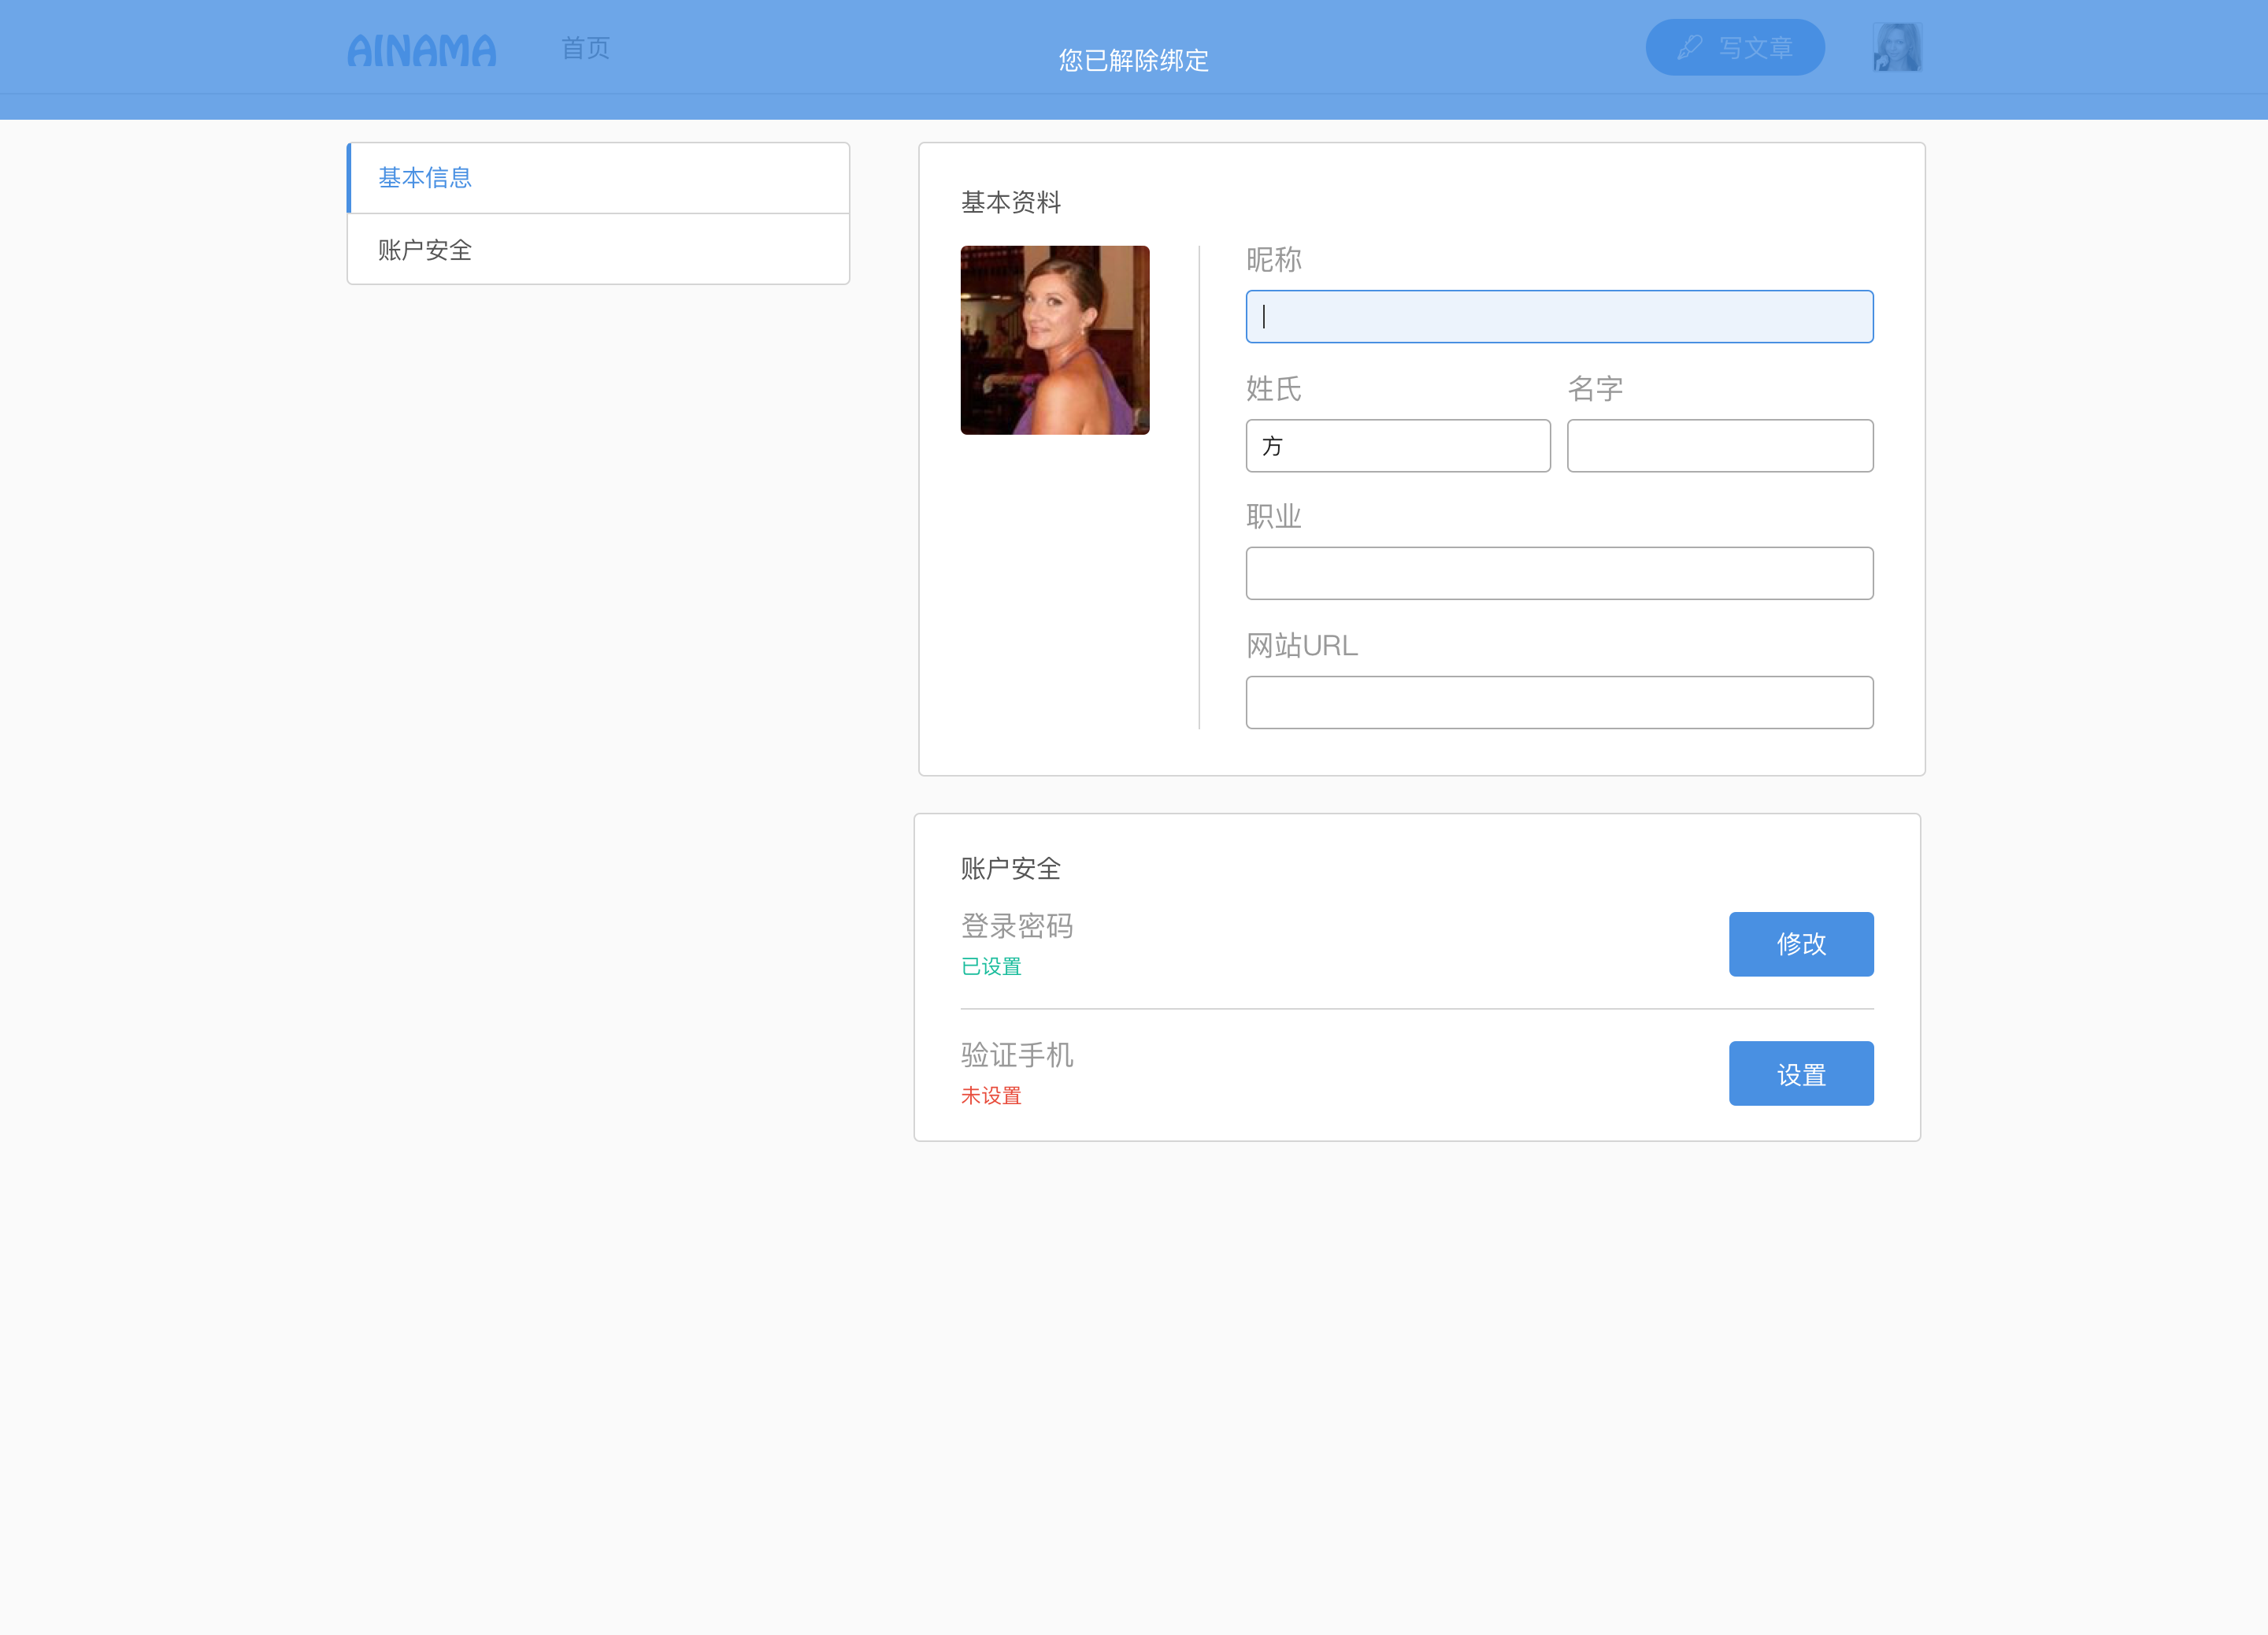 AINAMA
首页
您已解除绑定
写文章
基本信息
账户安全
基本资料
昵称
姓氏
名字
方
职业
网站URL
账户安全
登录密码
已设置
修改
验证手机
未设置
设置